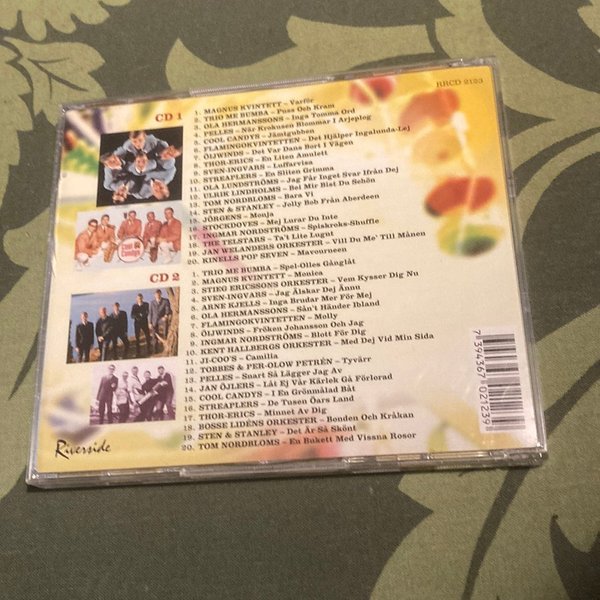 RRCD 2123
CD 1
1. MAGNUS KVINTETT – Varför
2. TRIO ME BUMBA – Puss Och Kram
3. OLA HERMANSSONS – Inga Tomma Ord
4. PELLES – När Krokusen Blommar I Arjeplog
5. COOL CANDYS – Jämtgubben
6. FLAMINGOKVINTETTEN – Det Hjälper Ingalunda-Lej
7. ÖIJWINDS – Det Var Dans Bort I Vägen
8. THOR-ERICS – En Liten Amulett
9. SVEN-INGVARS – Luffarvisa
10. STREAPLERS – En Sliten Grimma
11. OLA LUNDSTRÖMS – Jag Får Inget Svar Ifrån Dej
12. ULRIK LINDHOLMS – Bel Mir Bist Du Schön
13. TOM NORDBLOMS – Bara Vi
14. STEN & STANLEY – Jolly Bob Från Aberdeen
15. JÖRGENS – Monja
16. STOCKDOVES – Mej Lurar Du Inte
17. INGMAR NORDSTRÖMS – Spiskroks-Shuffle
18. THE TELSTARS – Ta't Lite Lugnt
19. JAN WELANDERS ORKESTER – Vill Du Me' Till Månen
20. RINELLS POP SEVEN – Mavourneen
Cool Candys
CD 2
1. TRIO ME BUMBA – Spel-Olles Gånglåt
2. MAGNUS KVINTETT – Monica
3. STIEG ERICSSONS ORKESTER – Vem Kysser Dig Nu
4. SVEN-INGVARS – Jag Älskar Dej Ännu
5. ARNE KJELLS – Inga Brudar Mer För Mej
6. OLA HERMANSSONS – Sån't Händer Ibland
7. FLAMINGOKVINTETTEN – Molly
8. ÖIJWINDS – Fröken Johansson Och Jag
9. INGMAR NORDSTRÖMS – Blott För Dig
10. KENT HALLBERGS ORKESTER – Med Dej Vid Min Sida
11. JI-COO'S – Camilla
12. TOBBES & PER-OLOW PETRÉN – Tyvärr
13. PELLES – Snart Så Lägger Jag Av
14. JAN ÖJLERS – Låt Ej Vår Kärlek Gå Förlorad
15. COOL CANDYS – I En Grönmålad Båt
16. STREAPLERS – De Tusen Öars Land
17. THOR-ERICS – Minnet Av Dig
18. BOSSE LIDÉNS ORKESTER – Bonden Och Kråkan
19. STEN & STANLEY – Det Är Så Skönt
20. TOM NORDBLOMS – En Bukett Med Vissna Rosor
Riverside
7 394367 021239